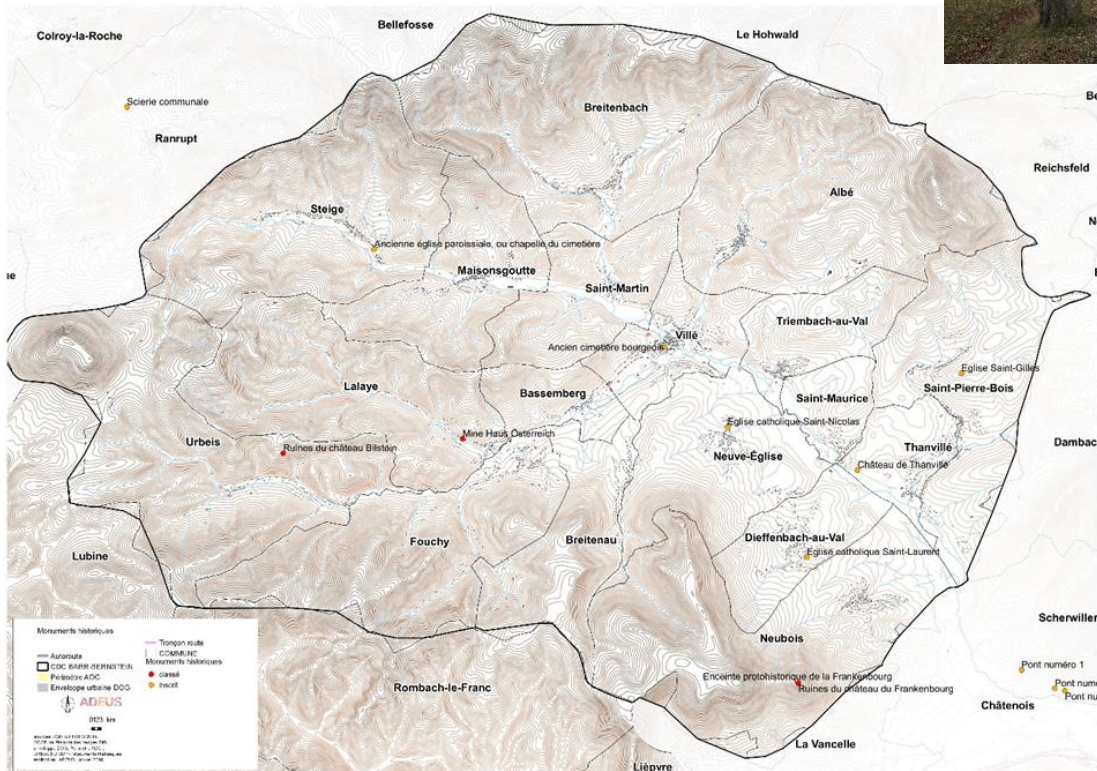 Bellefosse
Colroy-la-Roche
Le Hohwald
Scierie communale
Breitenbach
Ranrupt
Reichsfeld
Albé
Steige
Ancienne église paroissiale, ou chapelle du cimetière
Maisonsgoutte
Saint-Martin
Triembach-au-Val
Villé
Ancien cimetière bourgeois
Eglise Saint-Gilles
Lalaye
Saint-Pierre-Bois
Bassemberg
Saint-Maurice
Eglise catholique Saint-Nicolas
Mine Haus Österreich
Urbeis
Ruines du château Bilstein
Thanvillé
Neuve-Église
Château de Thanvillé
Fouchy
Breitenau
Dieffenbach-au-Val
Lubine
Eglise catholique Saint-Laurent
Scherwiller
Neubois
Enceinte protohistorique de la Frankenbourg
Ruines du château du Frankenbourg
Rombach-le-Franc
Pont numéro 1
Châtenois
La Vancelle
Lièpvre
Monuments historiques
Autoroute
CDC BARR-BERNSTEIN
Périmètre AOC
Enveloppe urbaine DOG
Tronçon route
COMMUNE
Monuments historiques
classé
inscrit
ADEUS
km